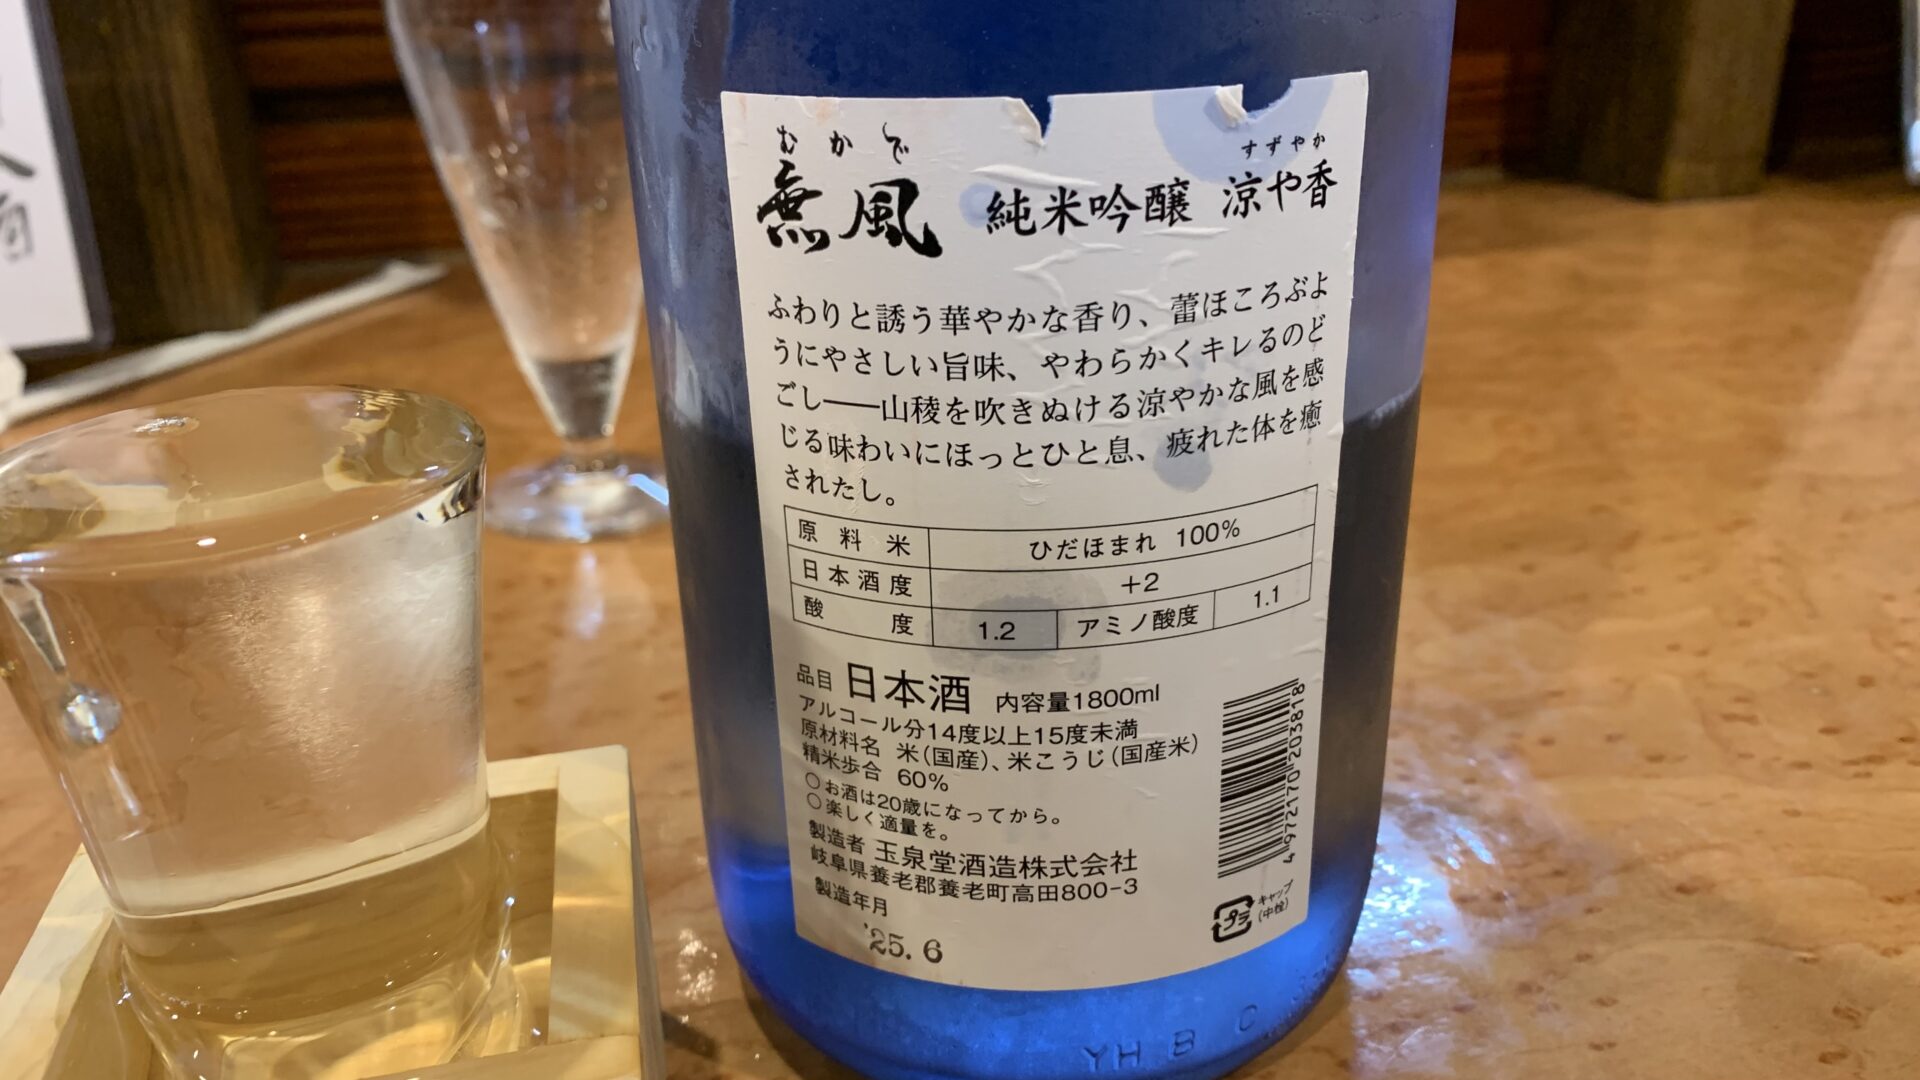 むかで
すずやか
無風 純米吟醸 涼や香
ふわりと誘う華やかな香り、蕾ほころぶよ
うにやさしい旨味、やわらかくキレるのど
ごし――山稜を吹きぬける涼やかな風を感
じる味わいにほっとひと息、疲れた体を癒
されたし。
原料米 ひだほまれ 100%
日本酒度 +2
酸度 1.2 アミノ酸度 1.1
品目 日本酒 内容量1800ml
アルコール分14度以上15度未満
原材料名 米(国産)、米こうじ(国産米)
精米歩合 60%
○お酒は20歳になってから。
○楽しく適量を。
製造者 玉泉堂酒造株式会社
岐阜県養老郡養老町高田800-3
製造年月
'25.6
4972170203818
プラ
キャップ
(中栓)
YH B C